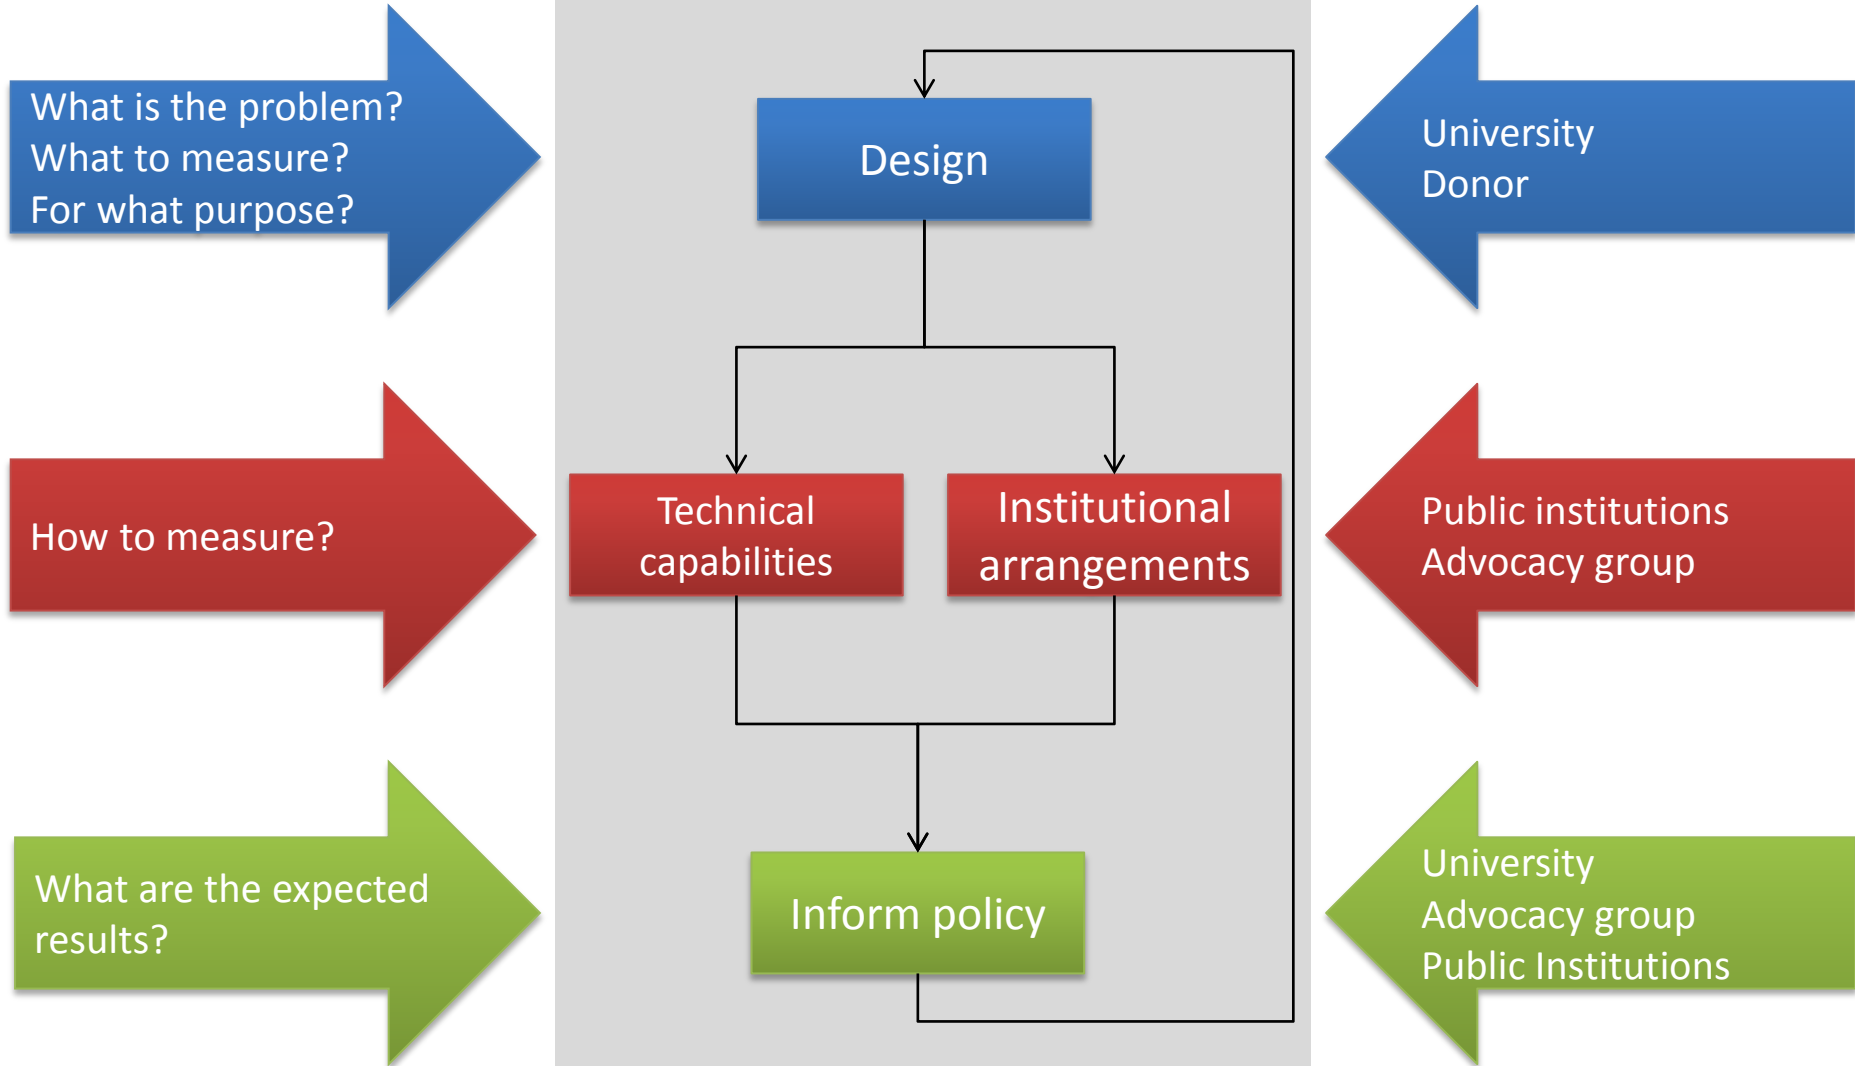 What is the problem?
What to measure?
For what purpose?
Design
University
Donor
How to measure?
Technical
capabilities
Institutional
arrangements
Public institutions
Advocacy group
What are the expected
results?
Inform policy
University
Advocacy group
Public Institutions